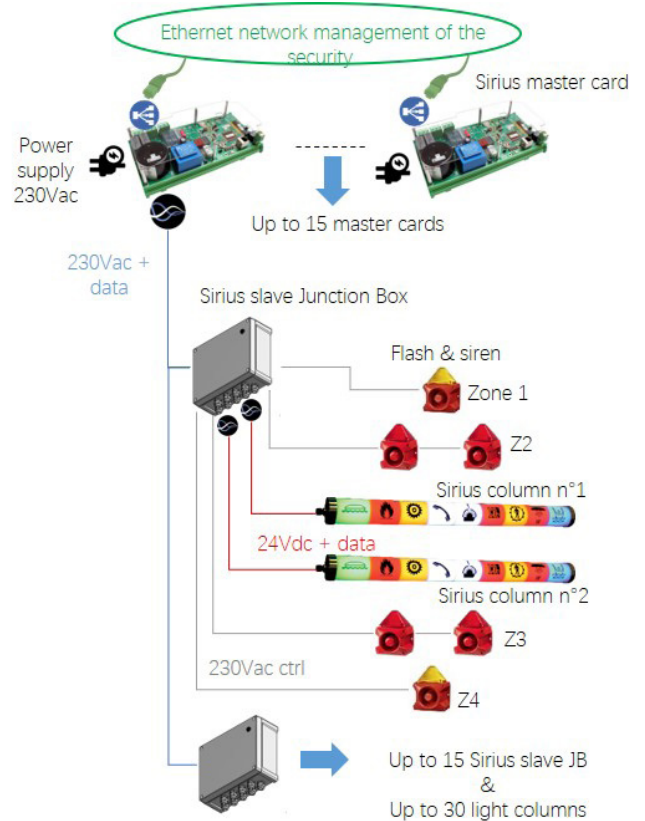 Ethernet network management of the
security
Sirius master card
Power
supply
230Vac
Up to 15 master cards
230Vac +
data
Sirius slave Junction Box
Flash & siren
Zone 1
Z2
Sirius column n°1
24Vdc + data
Sirius column n°2
Z3
230Vac ctrl
Z4
Up to 15 Sirius slave JB
&
Up to 30 light columns